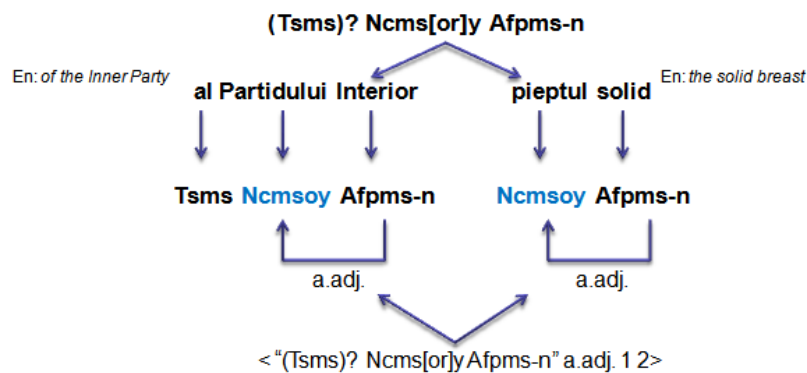 (Tsms)? Ncms[or]y Afpms-n
En: of the Inner Party
al Partidului Interior
pieptul solid
En: the solid breast
Tsms Ncmsoy Afpms-n
Ncmsoy Afpms-n
a.adj.
a.adj.
< “(Tsms)? Ncms[or]y Afpms-n” a.adj. 1 2>